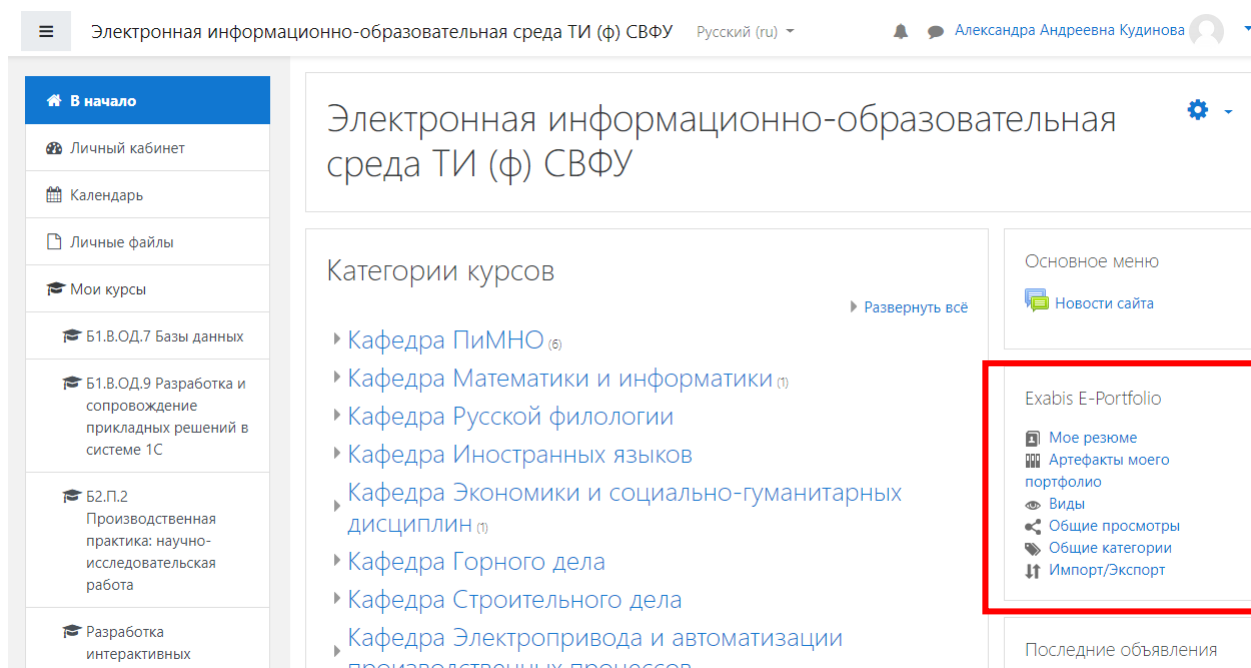 Электронная информационно-образовательная среда ТИ (ф) СВФУ
Русский (ru)
Александра Андреевна Кудинова
В начало
Личный кабинет
Календарь
Личные файлы
Мои курсы
Б1.В.ОД.7 Базы данных
Б1.В.ОД.9 Разработка и
сопровождение
прикладных решений в
системе 1С
Б2.П.2
Производственная
практика: научно-
исследовательская
работа
Разработка
интерактивных
Электронная информационно-образовательная
среда ТИ (ф) СВФУ
Категории курсов
Развернуть всё
Кафедра ПиМНО (6)
Кафедра Математики и информатики (1)
Кафедра Русской филологии
Кафедра Иностранных языков
Кафедра Экономики и социально-гуманитарных
дисциплин (1)
Кафедра Горного дела
Кафедра Строительного дела
Кафедра Электропривода и автоматизации
производственных процессов
Основное меню
Новости сайта
Exabis E-Portfolio
Мое резюме
Артефакты моего
портфолио
Виды
Общие просмотры
Общие категории
Импорт/Экспорт
Последние объявления